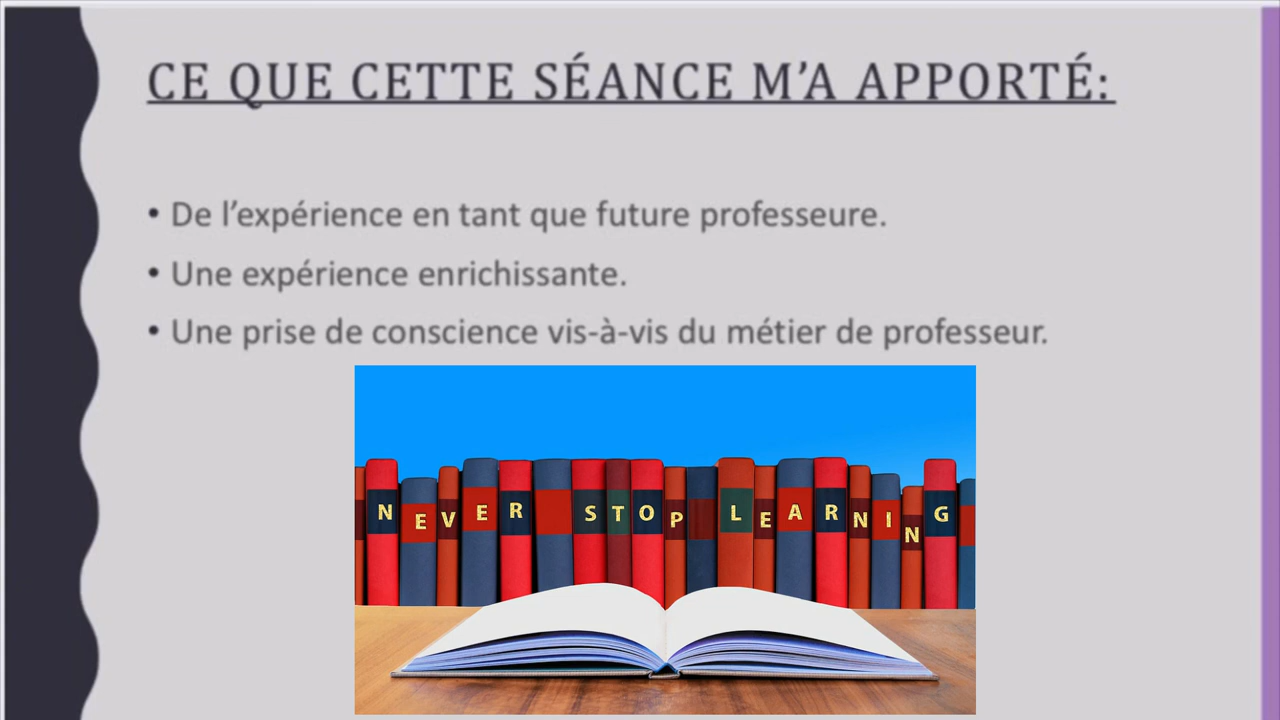 CE QUE CETTE SÉANCE M’A APPORTÉ:
• De l’expérience en tant que future professeure.
• Une expérience enrichissante.
• Une prise de conscience vis-à-vis du métier de professeur.
NEVER STOP LEARNING